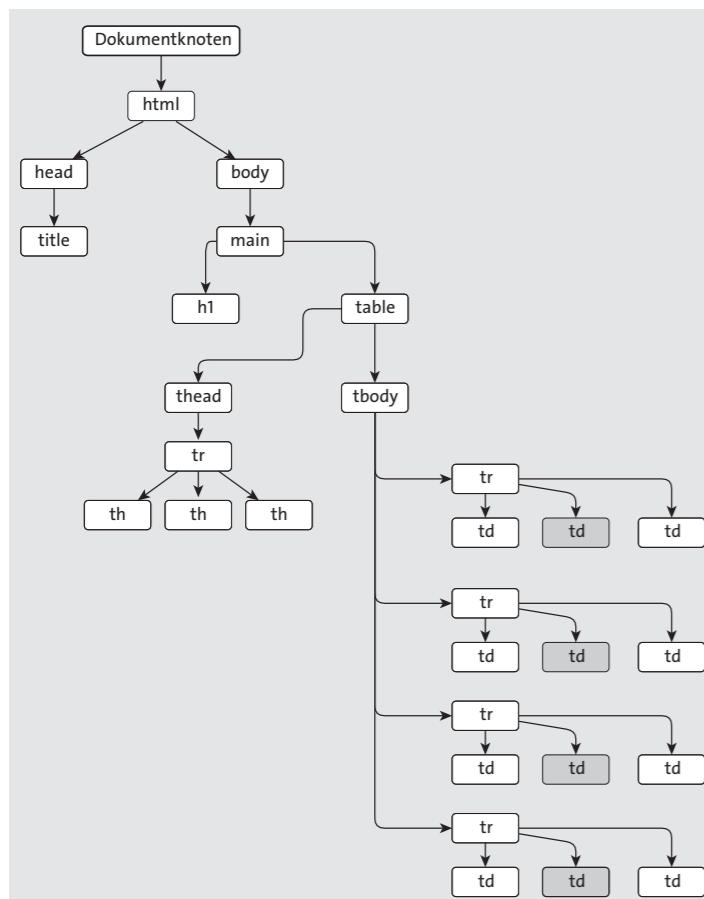 Dokumentknoten
html
head body
title main
h1 table
thead tbody
tr tr
th th th td td td
tr
td td td
tr
td td td
tr
td td td